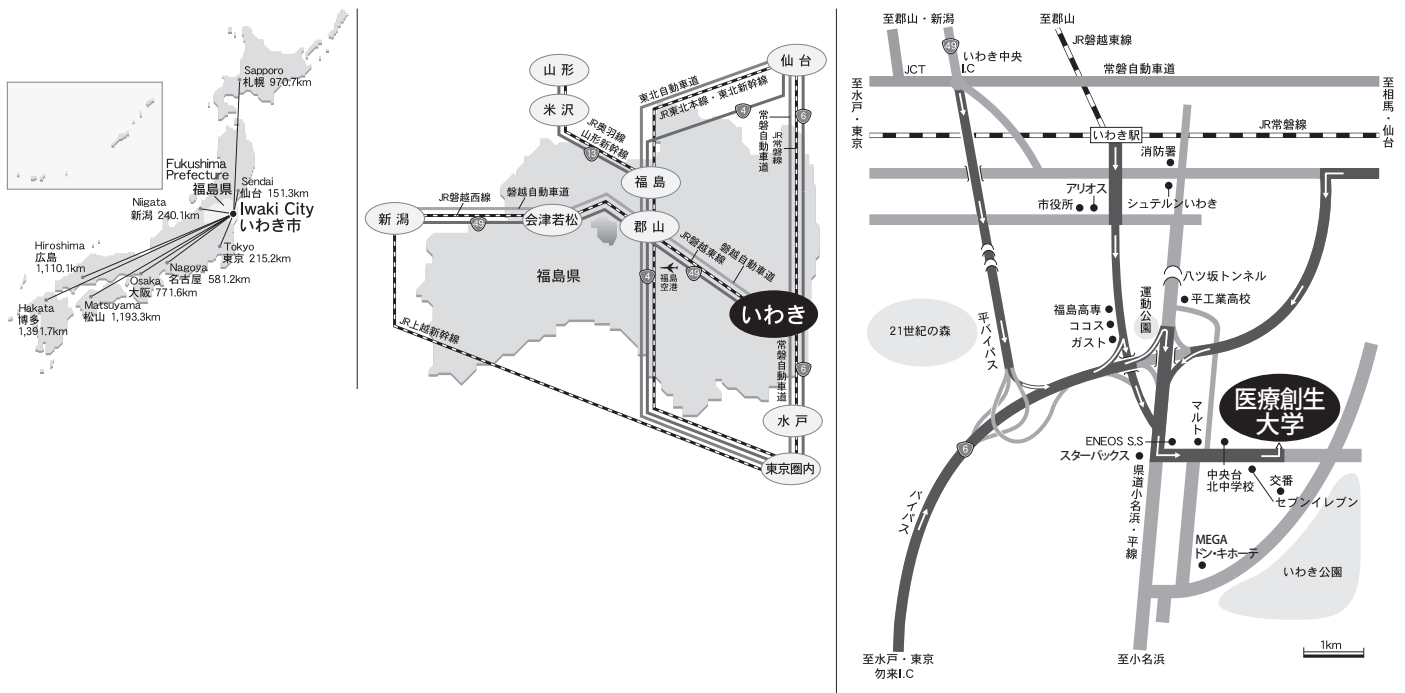 Sapporo
札幌 970.7km
Fukushima
Prefecture
福島県
Sendai
仙台 151.3km
Niigata
新潟 240.1km
Iwaki City
いわき市
Hiroshima
広島
1,110.1km
Tokyo
東京 215.2km
Nagoya
名古屋 581.2km
Osaka
大阪 771.6km
Hakata
博多
1,391.7km
Matsuyama
松山 1,193.3km
山形
米沢
仙台
東北自動車道
JR東北本線・東北新幹線
4
6
JR奥羽線
山形新幹線
13
常磐自動車道
JR常磐線
福島
JR磐越西線
磐越自動車道
新潟
49
会津若松
郡山
JR磐越東線
磐越自動車道
49
4
福島
空港
福島県
いわき
JR上越新幹線
常磐自動車道
6
水戸
東京圏内
至郡山・新潟
至郡山
49
いわき中央
I.C
JR磐越東線
JCT
常磐自動車道
至水戸・東京
至相馬・仙台
いわき駅
JR常磐線
消防署
アリオス
市役所
シュテルンいわき
八ツ坂トンネル
運動公園
平工業高校
福島高専
ココス
ガスト
21世紀の森
平バイパス
医療創生
大学
マルト
ENEOS S.S
スターバックス
6
中央台
北中学校
交番
セブンイレブン
県道小名浜・平線
バイパス
MEGA
ドン・キホーテ
いわき公園
1km
至水戸・東京
勿来I.C
至小名浜